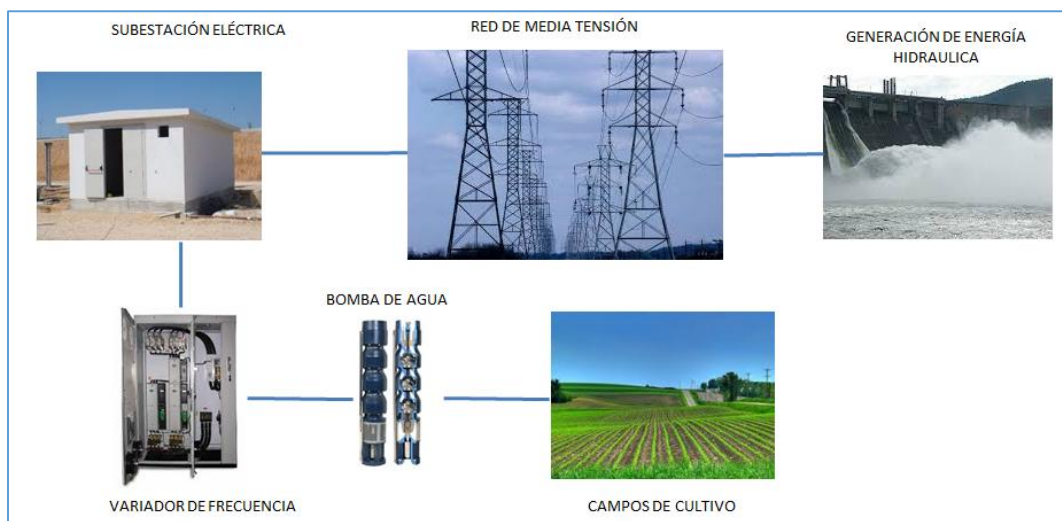 SUBESTACIÓN ELÉCTRICA
RED DE MEDIA TENSIÓN
GENERACIÓN DE ENERGÍA
HIDRAULICA
BOMBA DE AGUA
VARIADOR DE FRECUENCIA
CAMPOS DE CULTIVO